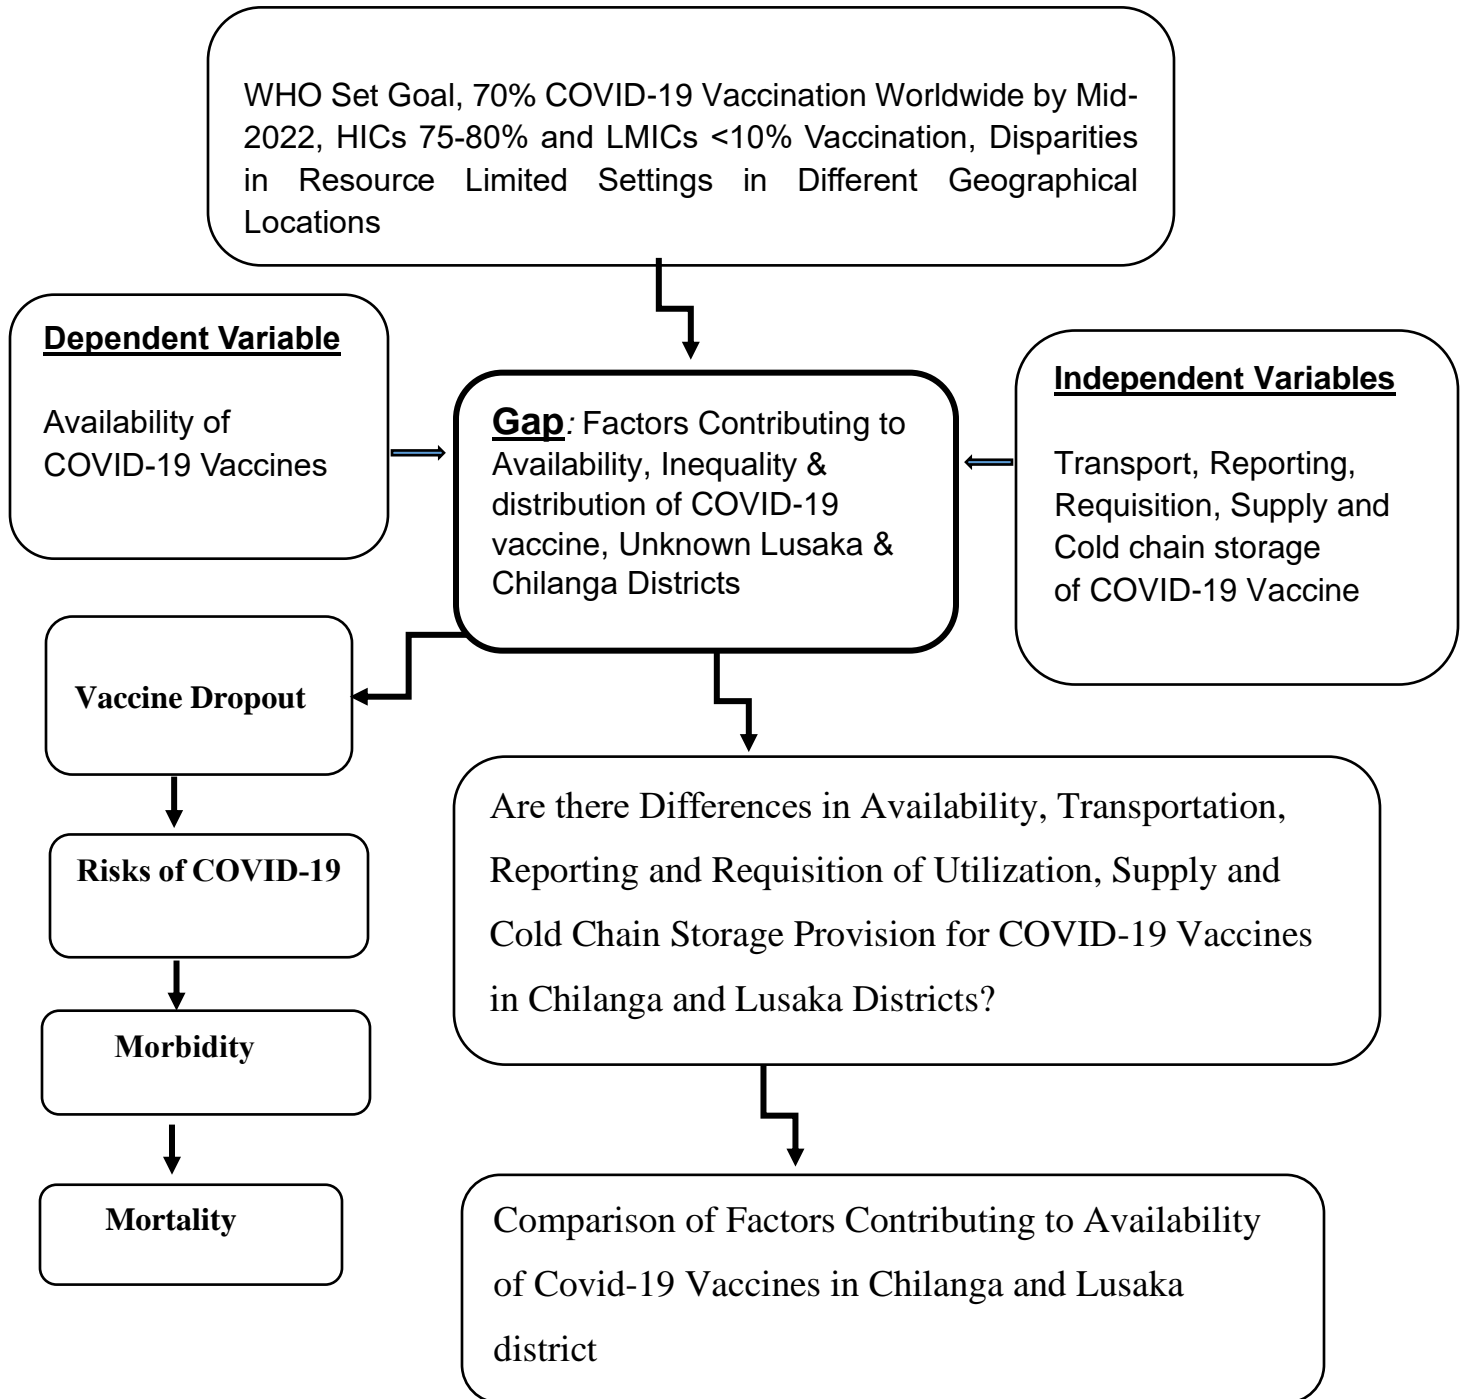 WHO Set Goal, 70% COVID-19 Vaccination Worldwide by Mid-
2022, HICs 75-80% and LMICs <10% Vaccination, Disparities
in Resource Limited Settings in Different Geographical
Locations
Dependent Variable
Availability of
COVID-19 Vaccines
Gap: Factors Contributing to
Availability, Inequality &
distribution of COVID-19
vaccine, Unknown Lusaka &
Chilanga Districts
Independent Variables
Transport, Reporting,
Requisition, Supply and
Cold chain storage
of COVID-19 Vaccine
Vaccine Dropout
Risks of COVID-19
Morbidity
Mortality
Are there Differences in Availability, Transportation,
Reporting and Requisition of Utilization, Supply and
Cold Chain Storage Provision for COVID-19 Vaccines
in Chilanga and Lusaka Districts?
Comparison of Factors Contributing to Availability
of Covid-19 Vaccines in Chilanga and Lusaka
district